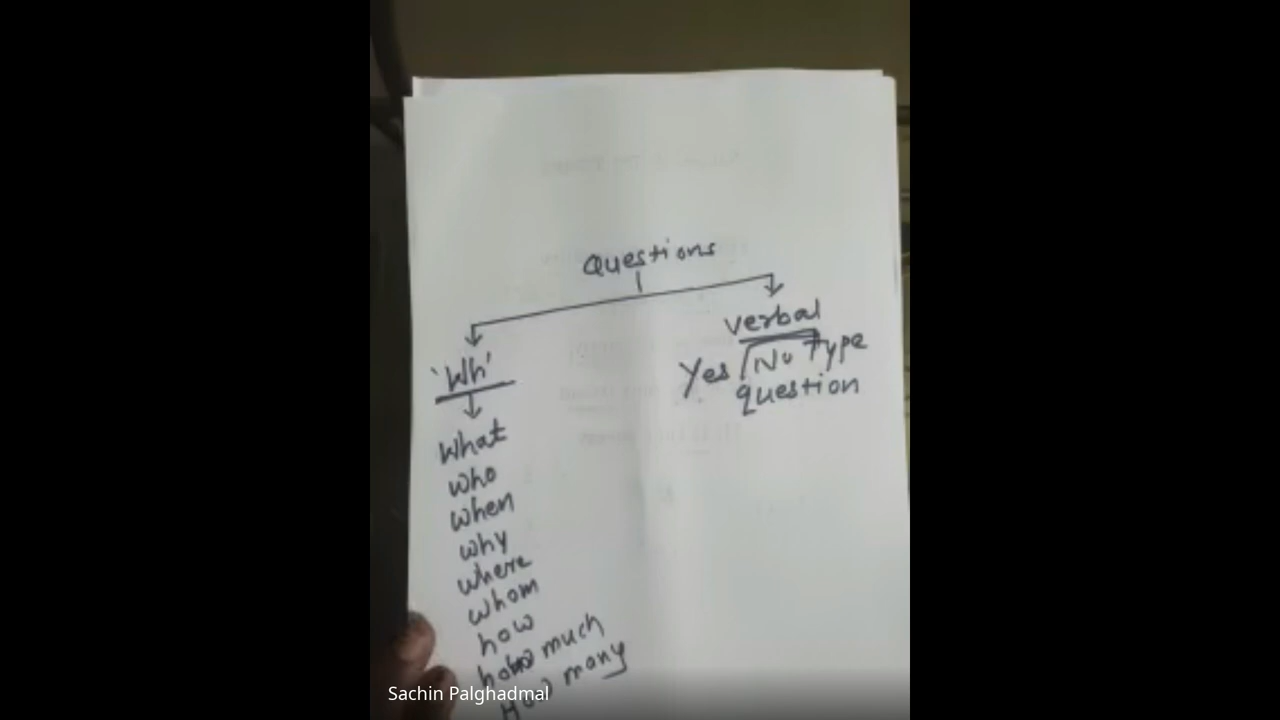 Questions
'Wh'
What
who
when
why
where
whom
how
how much
How many
verbal
Yes / No Type
question
Sachin Palghadmal